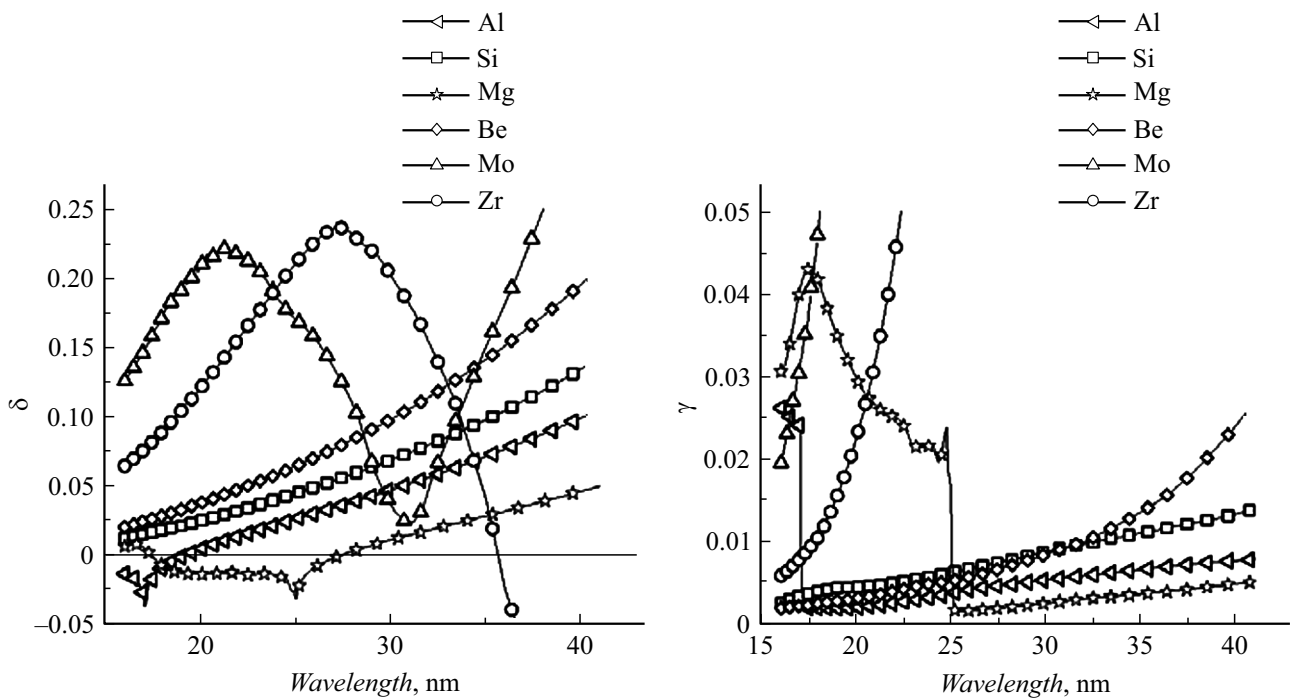 Al
Si
Mg
Be
Mo
Zr
δ
0.25
0.20
0.15
0.10
0.05
0
–0.05
20
30
40
Wavelength, nm
Al
Si
Mg
Be
Mo
Zr
γ
0.05
0.04
0.03
0.02
0.01
0
15
20
25
30
35
40
Wavelength, nm